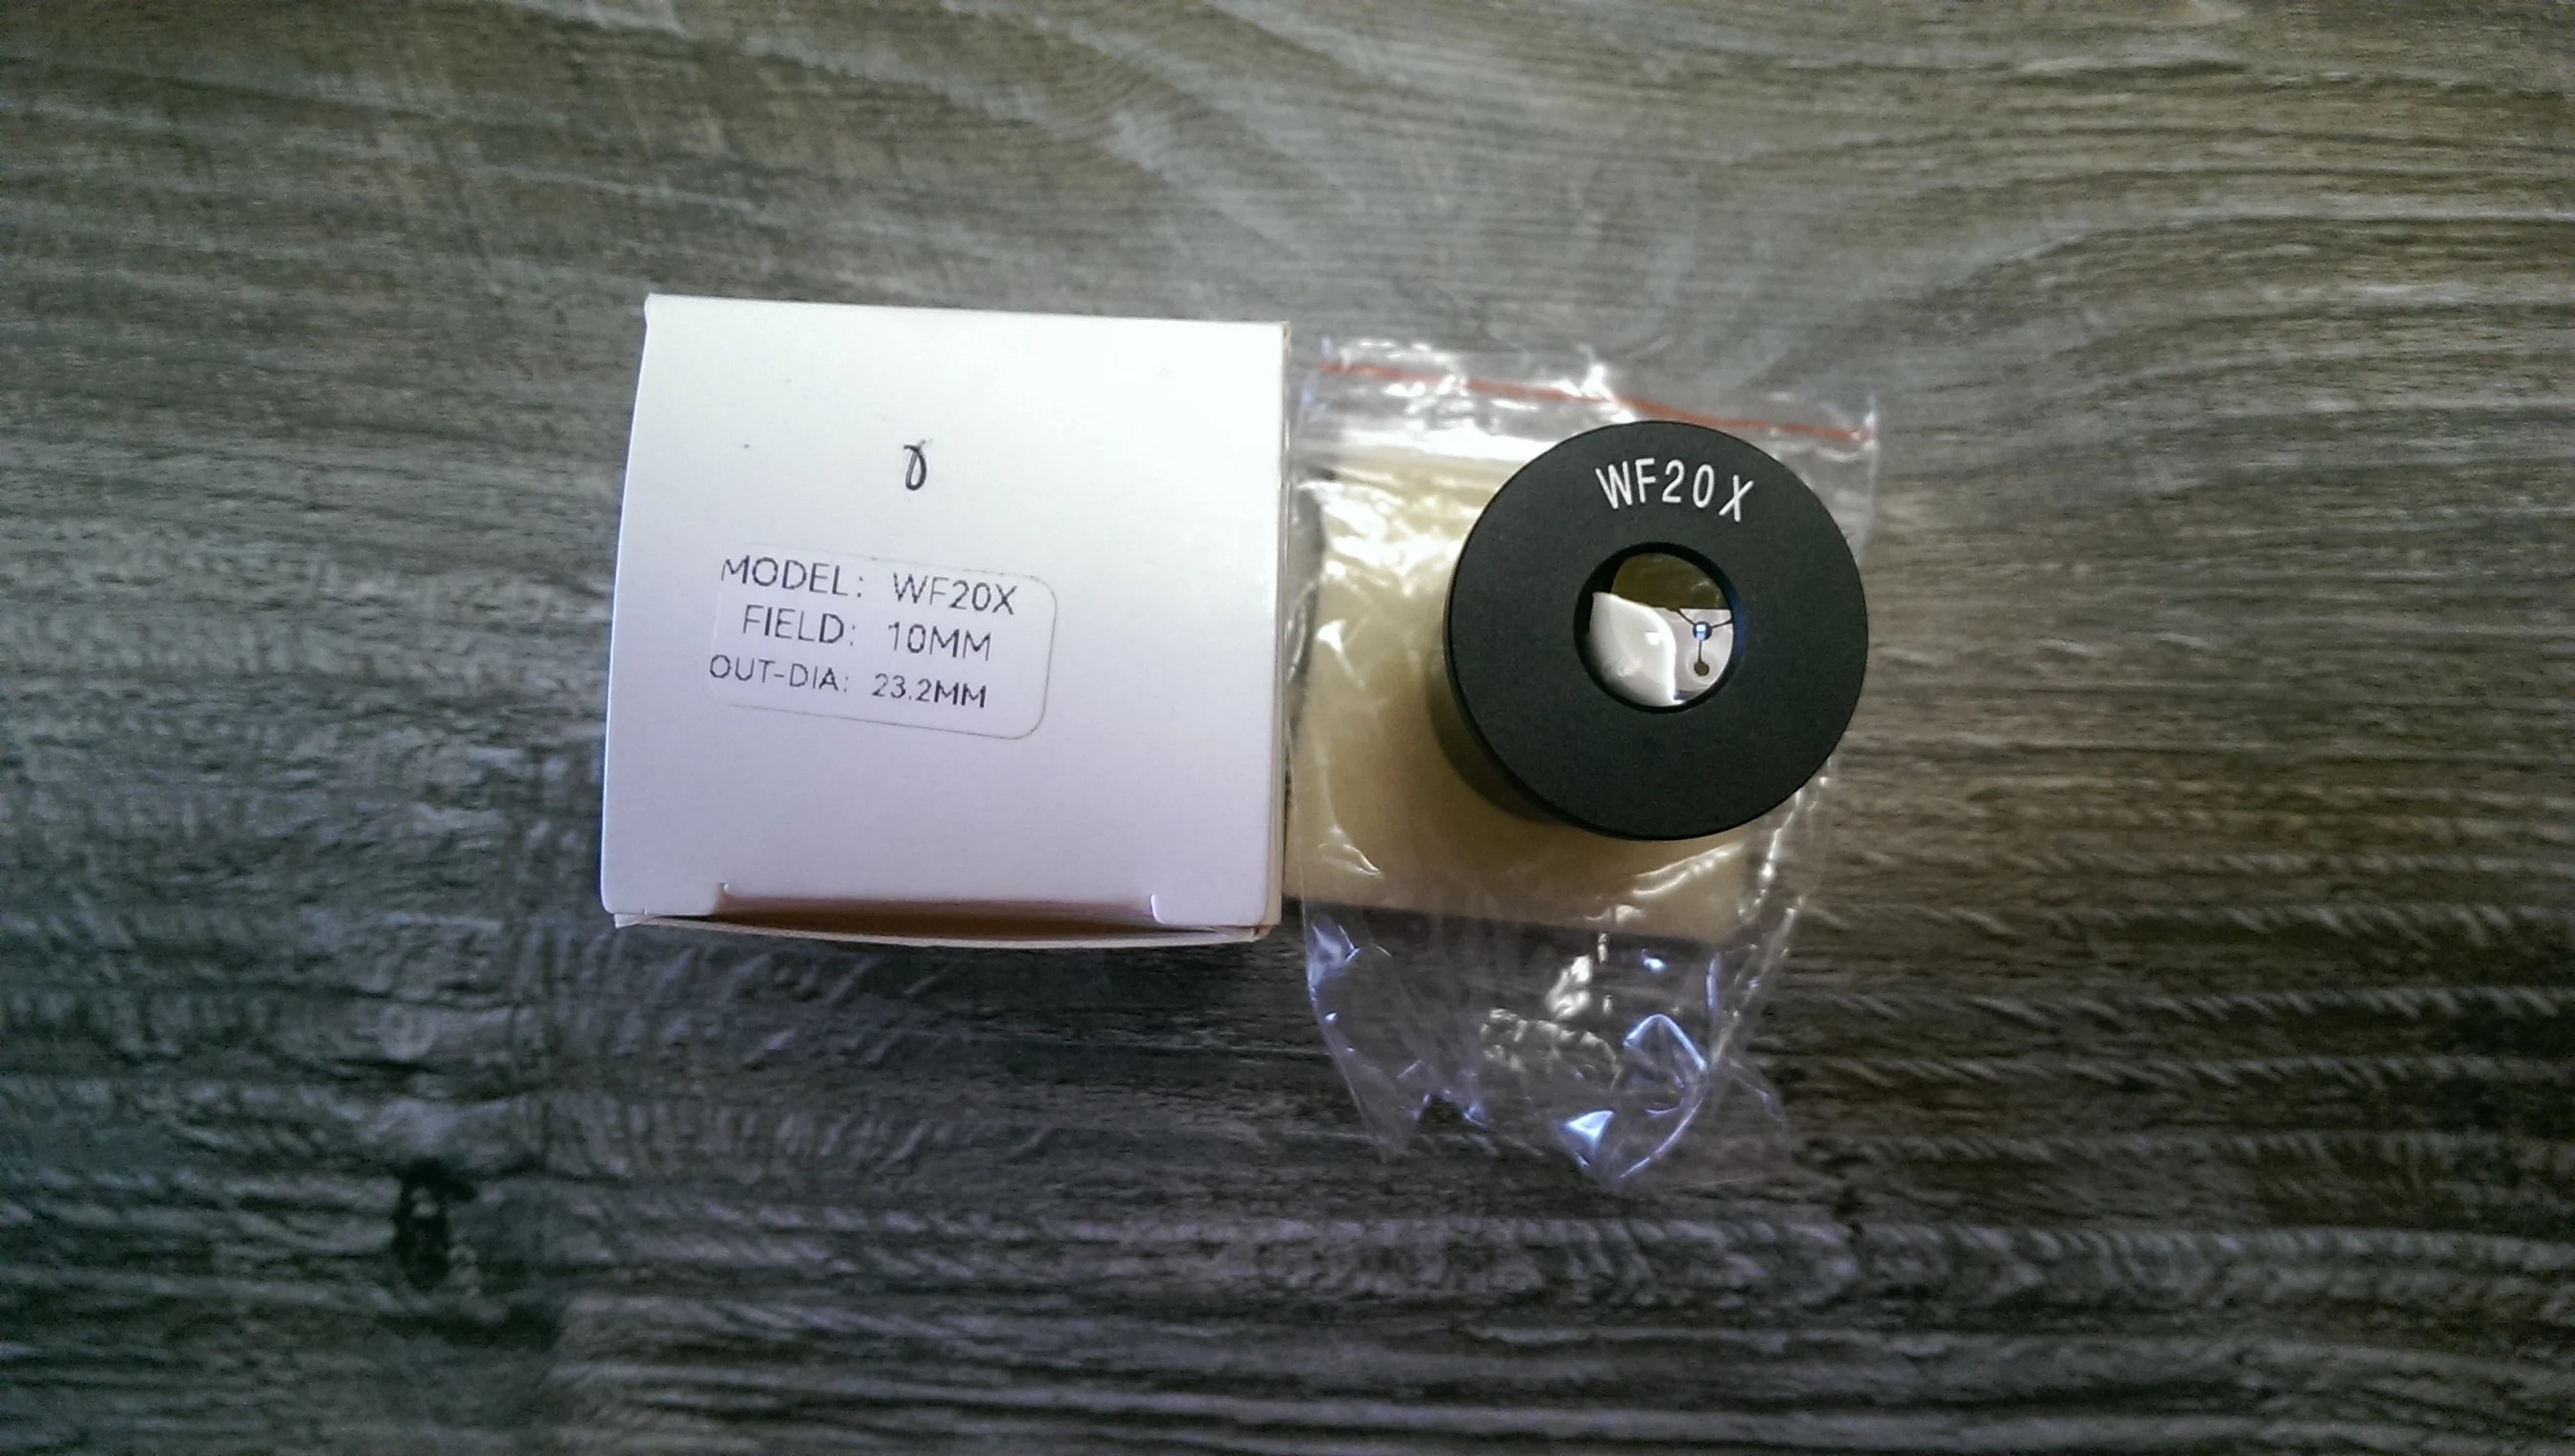 MODEL: WF20X
FIELD: 10MM
OUT-DIA: 23.2MM
WF20X